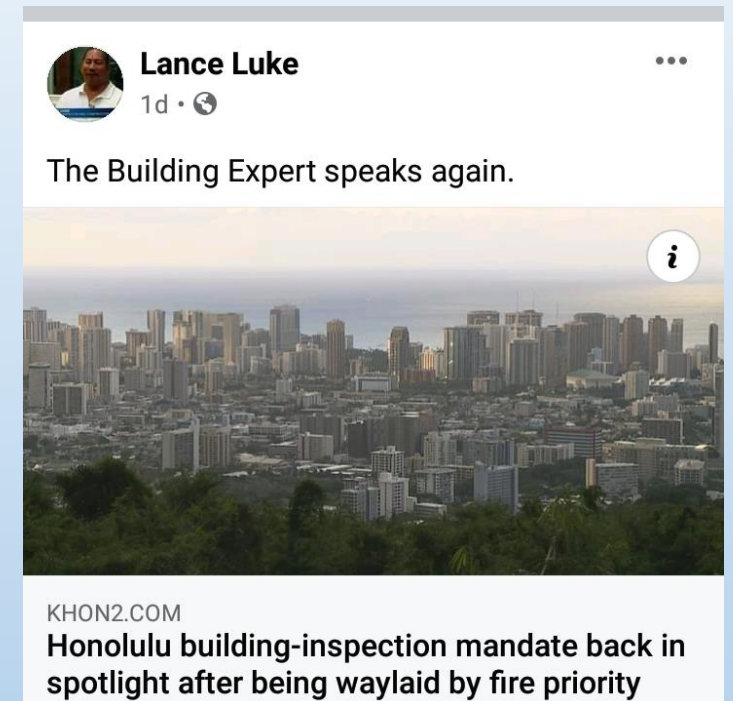 Lance Luke
1d •
The Building Expert speaks again.
i
KHON2.COM
Honolulu building-inspection mandate back in
spotlight after being waylaid by fire priority